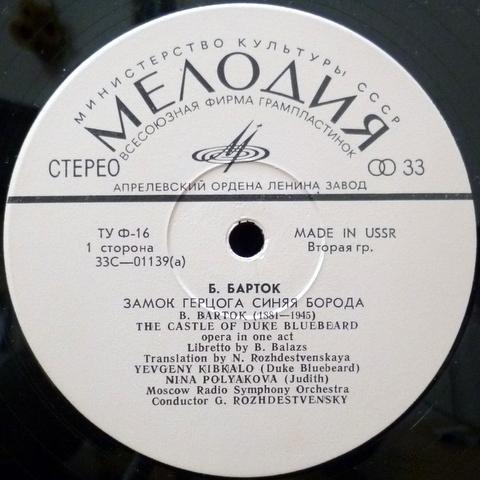 МИНИСТЕРСТВО КУЛЬТУРЫ СССР
МЕЛОДИЯ
ВСЕСОЮЗНАЯ ФИРМА ГРАМПЛАСТИНОК
СТЕРЕО 33
АПРЕЛЕВСКИЙ ОРДЕНА ЛЕНИНА ЗАВОД
ТУ Ф-16 MADE IN USSR
1 сторона Вторая гр.
33С—01139(а)
Б. БАРТОК
ЗАМОК ГЕРЦОГА СИНЯЯ БОРОДА
B. BARTOK (1881—1945)
THE CASTLE OF DUKE BLUEBEARD
opera in one act
Libretto by B. Balazs
Translation by N. Rozhdestvenskaya
YEVGENY KIBKALO (Duke Bluebeard)
NINA POLYAKOVA (Judith)
Moscow Radio Symphony Orchestra
Conductor G. ROZHDESTVENSKY